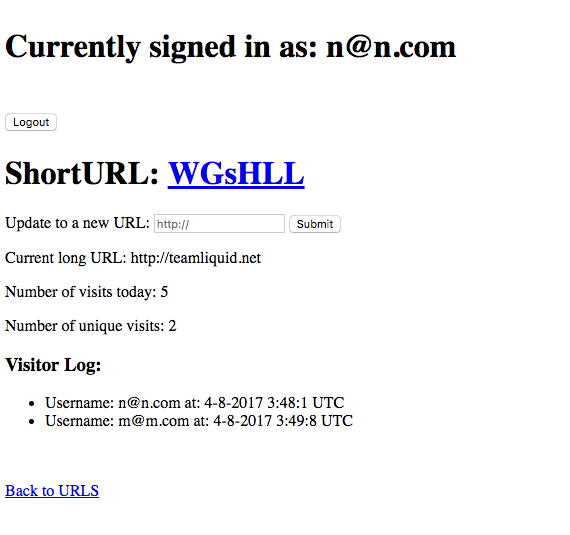 Currently signed in as: n@n.com
Logout
ShortURL: WGsHLL
Update to a new URL: http:// Submit
Current long URL: http://teamliquid.net
Number of visits today: 5
Number of unique visits: 2
Visitor Log:
Username: n@n.com at: 4-8-2017 3:48:1 UTC
Username: m@m.com at: 4-8-2017 3:49:8 UTC
Back to URLS